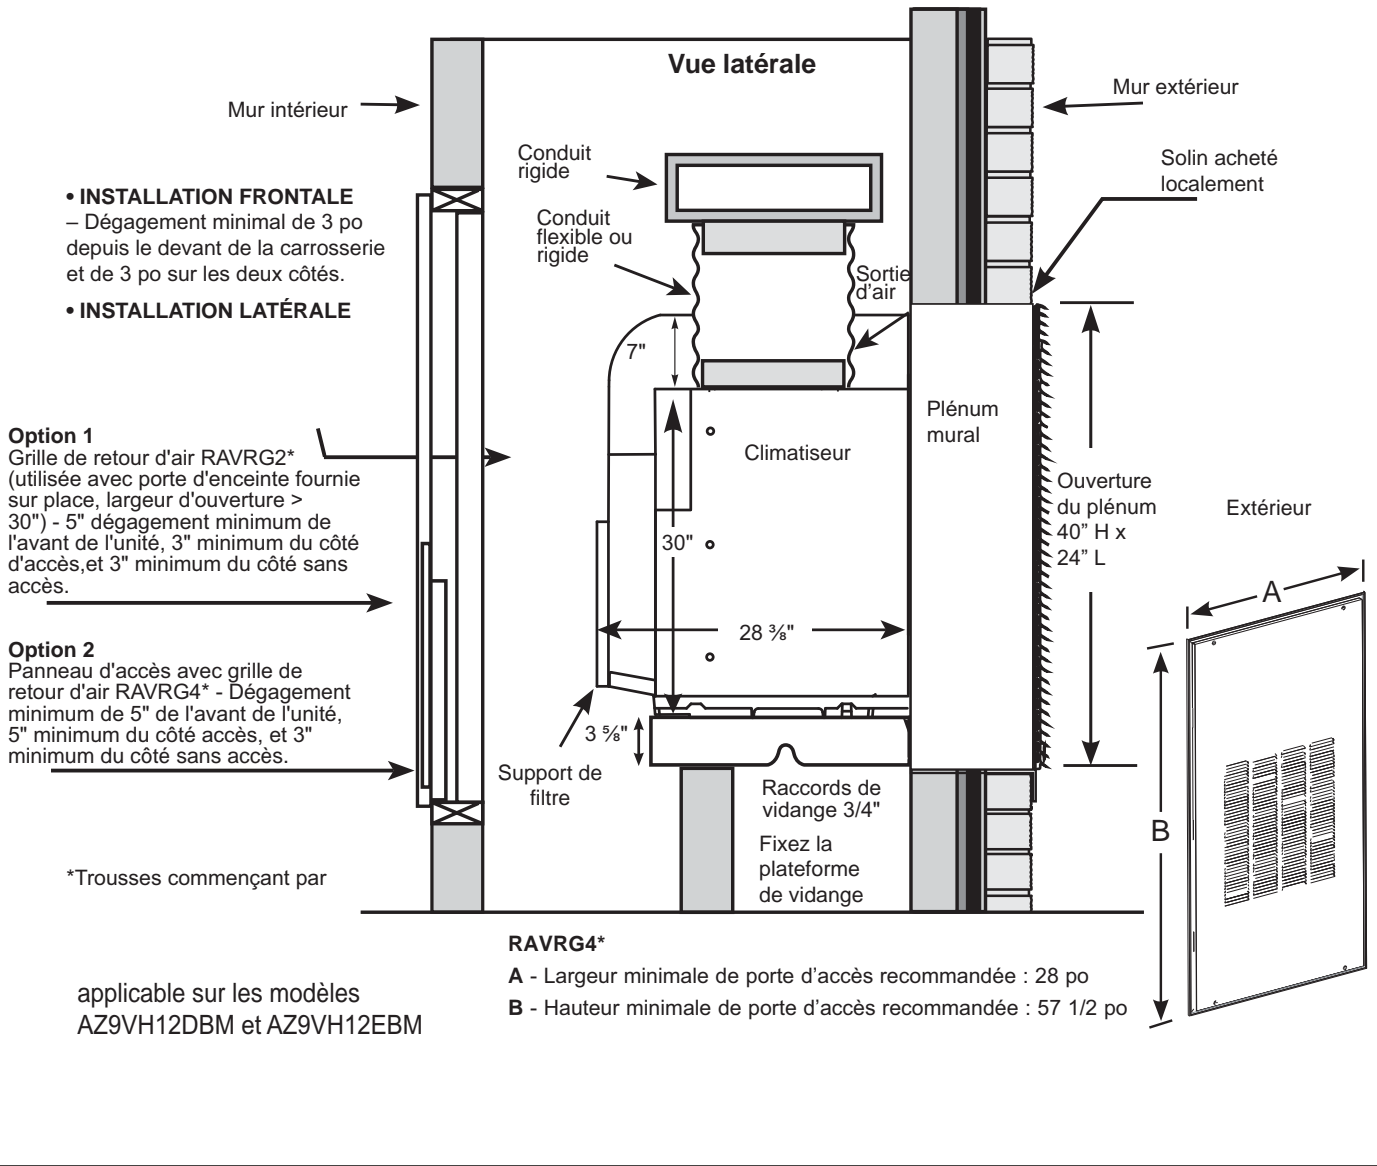 Vue latérale
Mur intérieur
Mur extérieur
Conduit
rigide
Solin acheté
localement
• INSTALLATION FRONTALE
– Dégagement minimal de 3 po
depuis le devant de la carrosserie
et de 3 po sur les deux côtés.
• INSTALLATION LATÉRALE
Conduit
flexible ou
rigide
Sortie
d'air
7"
Plénum
mural
Climatiseur
Option 1
Grille de retour d'air RAVRG2*
(utilisée avec porte d'enceinte fournie
sur place, largeur d'ouverture >
30") - 5" dégagement minimum de
l'avant de l'unité, 3" minimum du côté
d'accès,et 3" minimum du côté sans
accès.
Ouverture
du plénum
40” H x
24” L
Extérieur
30"
28 ⅜"
A
B
Option 2
Panneau d'accès avec grille de
retour d'air RAVRG4* - Dégagement
minimum de 5" de l'avant de l'unité,
5" minimum du côté accès, et 3"
minimum du côté sans accès.
3 ⅝"
Support de
filtre
Raccords de
vidange 3/4"
Fixez la
plateforme
de vidange
*Trousses commençant par
RAVRG4*
A - Largeur minimale de porte d’accès recommandée : 28 po
B - Hauteur minimale de porte d’accès recommandée : 57 1/2 po
applicable sur les modèles
AZ9VH12DBM et AZ9VH12EBM